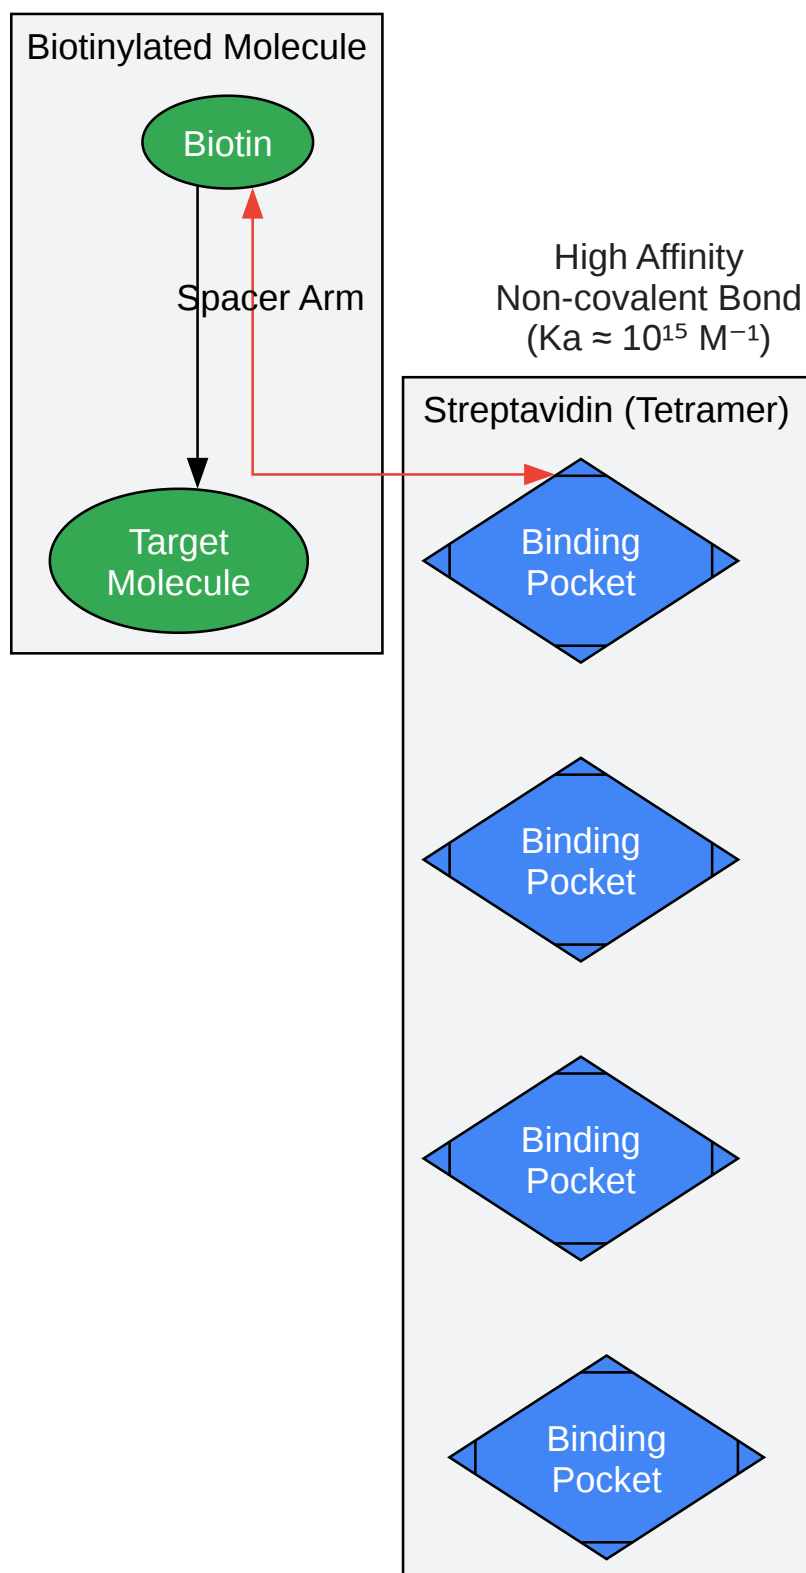 Biotinylated Molecule
Biotin
Spacer Arm
Target
Molecule
High Affinity
Non-covalent Bond
(Ka ≈ 10¹⁵ M⁻¹)
Streptavidin (Tetramer)
Binding
Pocket
Binding
Pocket
Binding
Pocket
Binding
Pocket